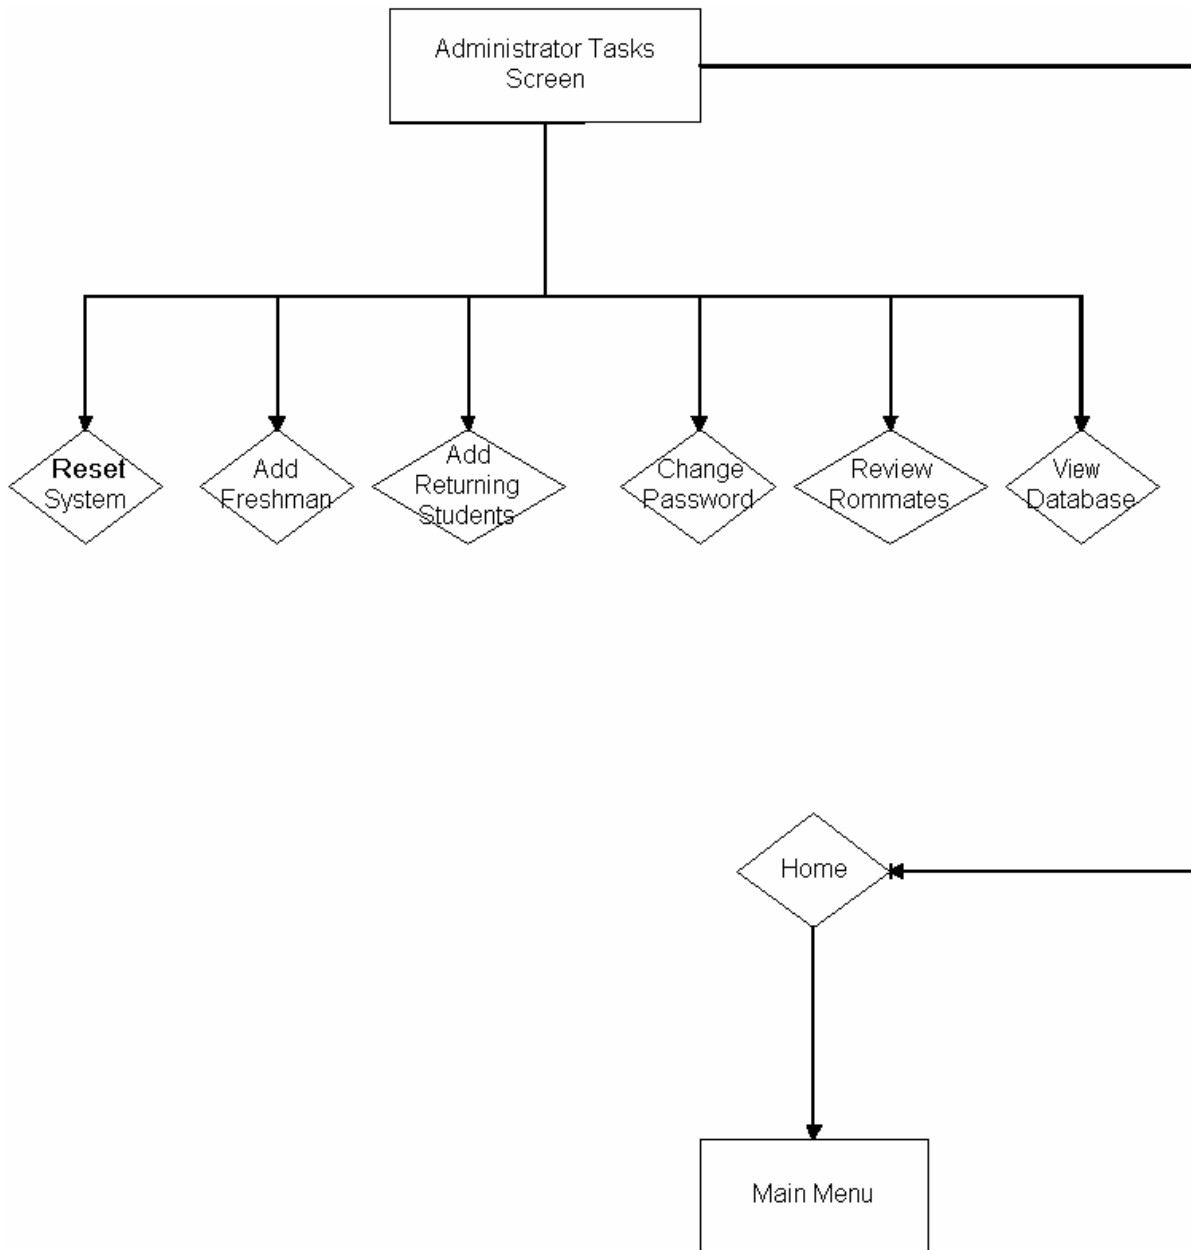 Administrator Tasks
Screen
Reset
System
Add
Freshman
Add
Returning
Students
Change
Password
Review
Rommates
View
Database
Home
Main Menu